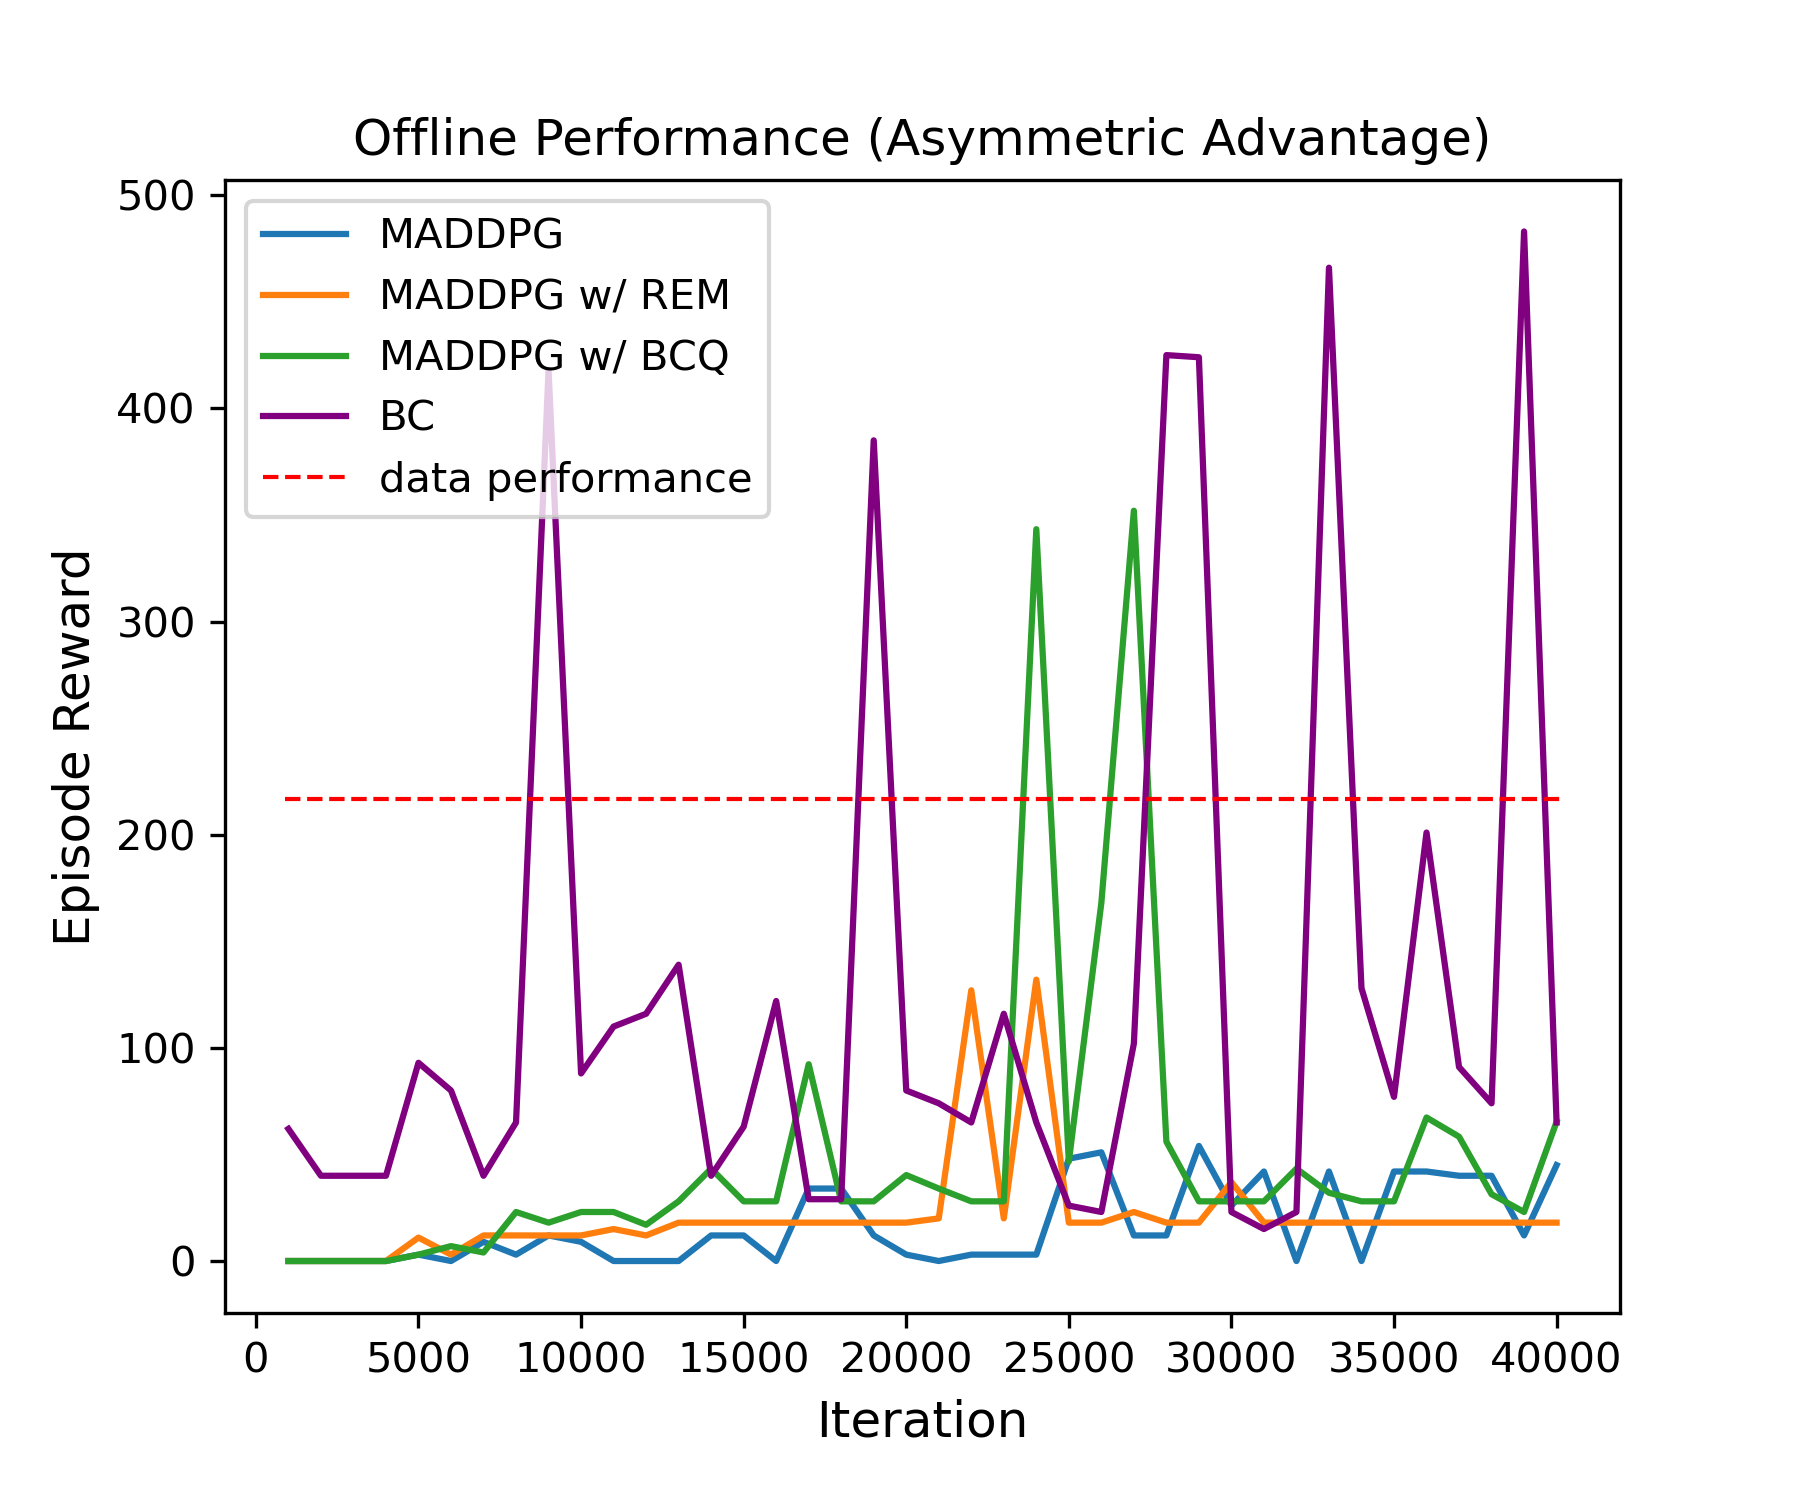 Offline Performance (Asymmetric Advantage)
500
400
300
200
100
0
Episode Reward
MADDPG
MADDPG w/ REM
MADDPG w/ BCQ
BC
data performance
0 5000 10000 15000 20000 25000 30000 35000 40000
Iteration